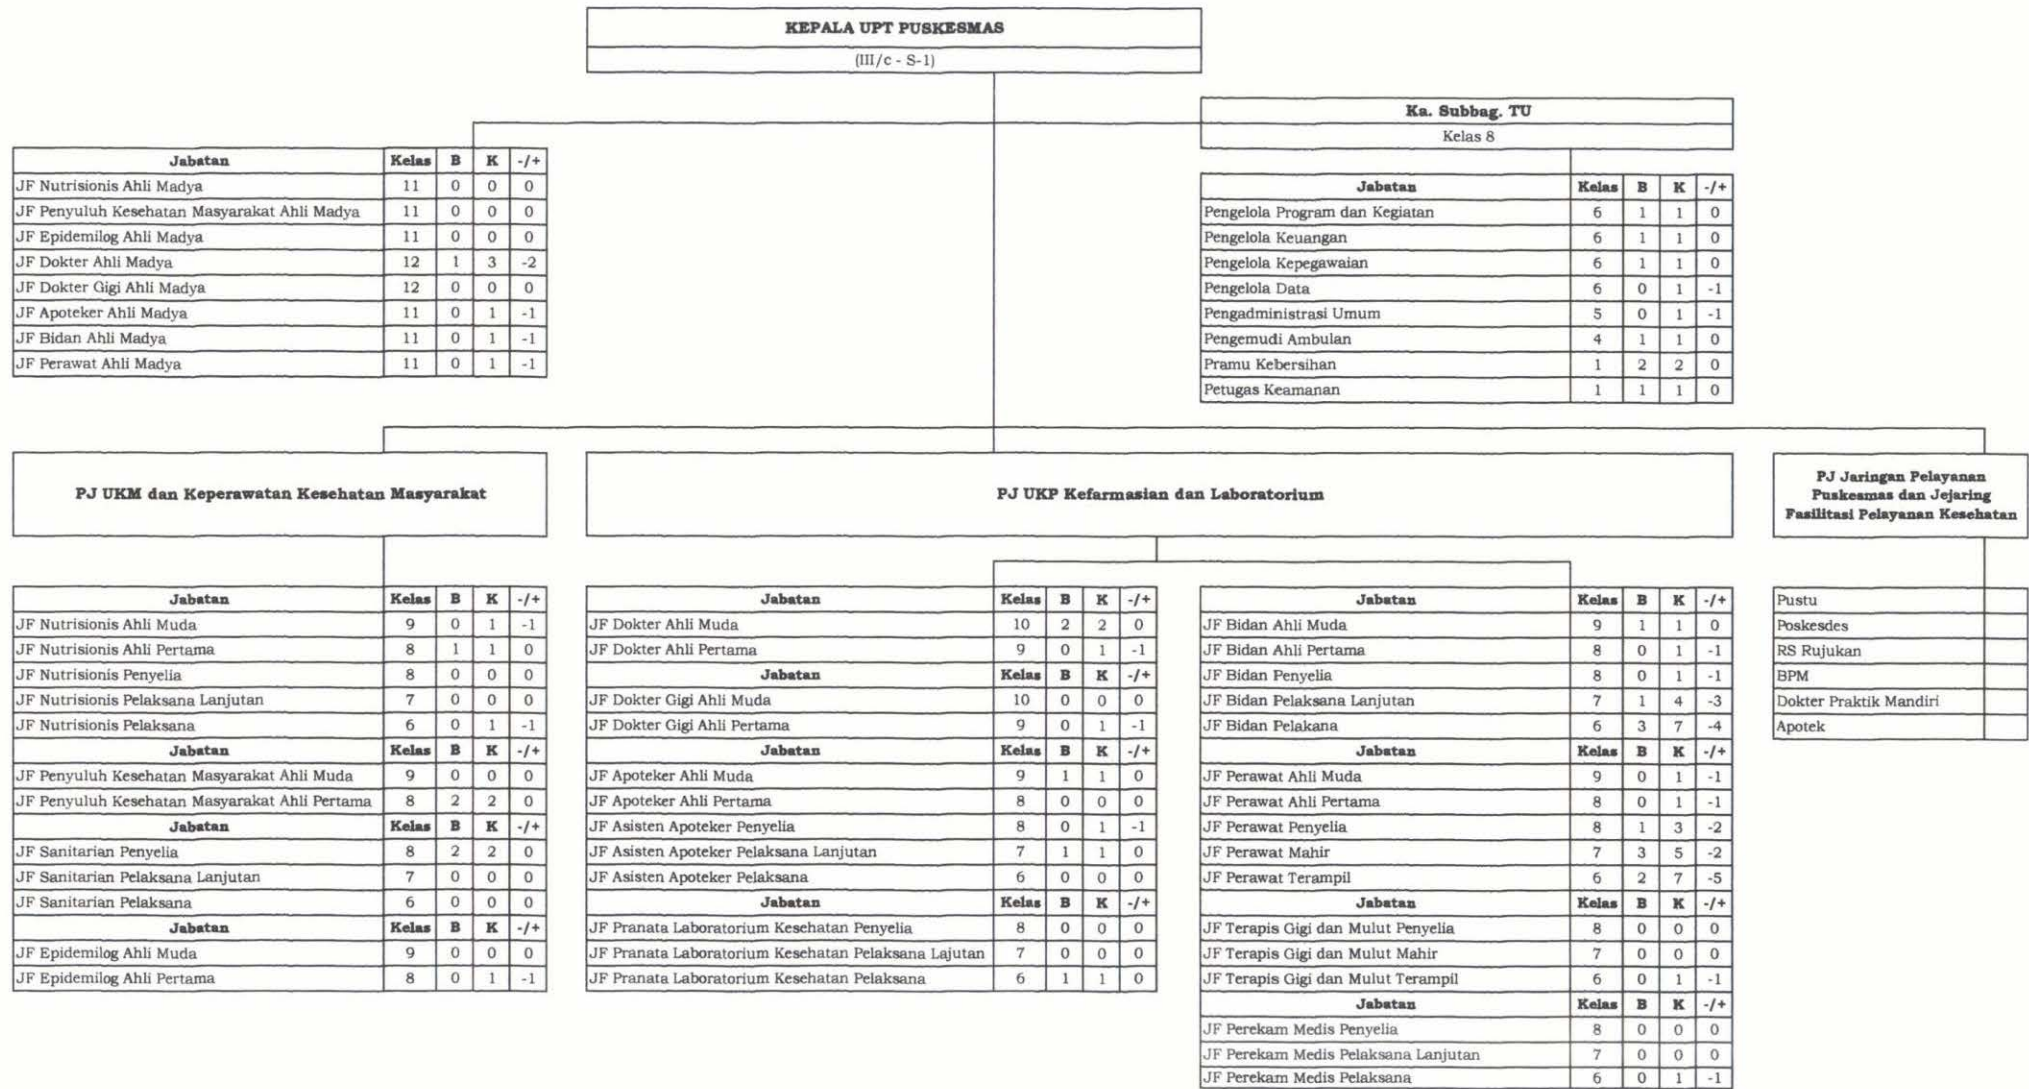 KEPALA UPT PUSKESMAS
(III/c - S-1)
Ka. Subbag. TU
Kelas 8
Jabatan Kelas B K -/+
JF Nutrisionis Ahli Madya 11 0 0 0
JF Penyuluh Kesehatan Masyarakat Ahli Madya 11 0 0 0
JF Epidemilog Ahli Madya 11 0 0 0
JF Dokter Ahli Madya 12 1 3 -2
JF Dokter Gigi Ahli Madya 12 0 0 0
JF Apoteker Ahli Madya 11 0 1 -1
JF Bidan Ahli Madya 11 0 1 -1
JF Perawat Ahli Madya 11 0 1 -1
Jabatan Kelas B K -/+
Pengelola Program dan Kegiatan 6 1 1 0
Pengelola Keuangan 6 1 1 0
Pengelola Kepegawaian 6 1 1 0
Pengelola Data 6 0 1 -1
Pengadministrasi Umum 5 0 1 -1
Pengemudi Ambulan 4 1 1 0
Pramu Kebersihan 1 2 2 0
Petugas Keamanan 1 1 1 0
PJ UKM dan Keperawatan Kesehatan Masyarakat
Jabatan Kelas B K -/+
JF Nutrisionis Ahli Muda 9 0 1 -1
JF Nutrisionis Ahli Pertama 8 1 1 0
JF Nutrisionis Penyelia 8 0 0 0
JF Nutrisionis Pelaksana Lanjutan 7 0 0 0
JF Nutrisionis Pelaksana 6 0 1 -1
Jabatan Kelas B K -/+
JF Penyuluh Kesehatan Masyarakat Ahli Muda 9 0 0 0
JF Penyuluh Kesehatan Masyarakat Ahli Pertama 8 2 2 0
Jabatan Kelas B K -/+
JF Sanitarian Penyelia 8 2 2 0
JF Sanitarian Pelaksana Lanjutan 7 0 0 0
JF Sanitarian Pelaksana 6 0 0 0
Jabatan Kelas B K -/+
JF Epidemilog Ahli Muda 9 0 0 0
JF Epidemilog Ahli Pertama 8 0 1 -1
PJ UKP Kefarmasian dan Laboratorium
Jabatan Kelas B K -/+
JF Dokter Ahli Muda 10 2 2 0
JF Dokter Ahli Pertama 9 0 1 -1
Jabatan Kelas B K -/+
JF Dokter Gigi Ahli Muda 10 0 0 0
JF Dokter Gigi Ahli Pertama 9 0 1 -1
Jabatan Kelas B K -/+
JF Apoteker Ahli Muda 9 1 1 0
JF Apoteker Ahli Pertama 8 0 0 0
JF Asisten Apoteker Penyelia 8 0 1 -1
JF Asisten Apoteker Pelaksana Lanjutan 7 1 1 0
JF Asisten Apoteker Pelaksana 6 0 0 0
Jabatan Kelas B K -/+
JF Pranata Laboratorium Kesehatan Penyelia 8 0 0 0
JF Pranata Laboratorium Kesehatan Pelaksana Lajutan 7 0 0 0
JF Pranata Laboratorium Kesehatan Pelaksana 6 1 1 0
Jabatan Kelas B K -/+
JF Bidan Ahli Muda 9 1 1 0
JF Bidan Ahli Pertama 8 0 1 -1
JF Bidan Penyelia 8 0 1 -1
JF Bidan Pelaksana Lanjutan 7 1 4 -3
JF Bidan Pelakana 6 3 7 -4
Jabatan Kelas B K -/+
JF Perawat Ahli Muda 9 0 1 -1
JF Perawat Ahli Pertama 8 0 1 -1
JF Perawat Penyelia 8 1 3 -2
JF Perawat Mahir 7 3 5 -2
JF Perawat Terampil 6 2 7 -5
Jabatan Kelas B K -/+
JF Terapis Gigi dan Mulut Penyelia 8 0 0 0
JF Terapis Gigi dan Mulut Mahir 7 0 0 0
JF Terapis Gigi dan Mulut Terampil 6 0 1 -1
Jabatan Kelas B K -/+
JF Perekam Medis Penyelia 8 0 0 0
JF Perekam Medis Pelaksana Lanjutan 7 0 0 0
JF Perekam Medis Pelaksana 6 0 1 -1
PJ Jaringan Pelayanan
Puskesmas dan Jejaring
Fasilitasi Pelayanan Kesehatan
Pustu
Poskesdes
RS Rujukan
BPM
Dokter Praktik Mandiri
Apotek